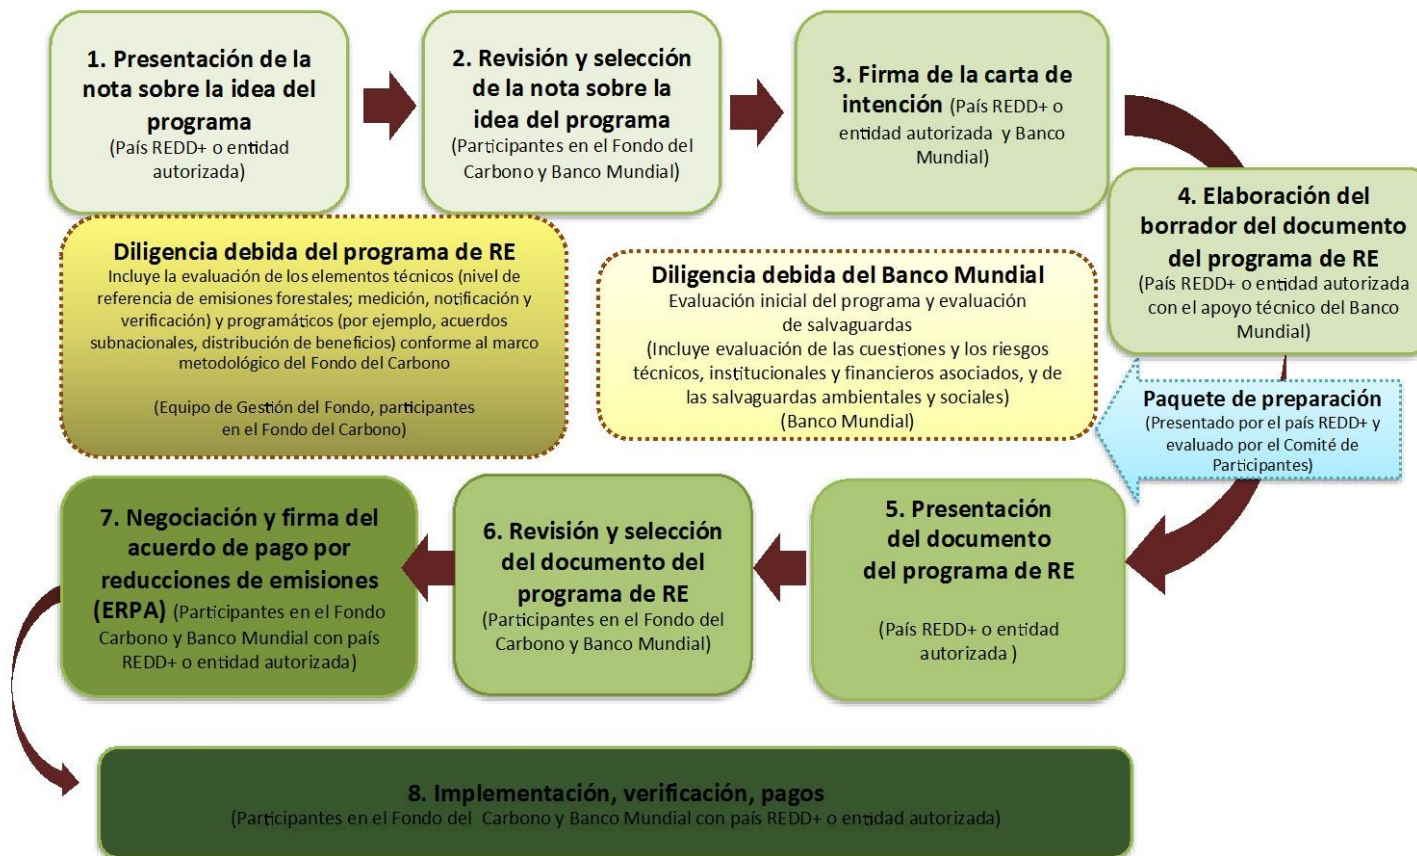 1. Presentación de la
nota sobre la idea del
programa
(País REDD+ o entidad
autorizada)
2. Revisión y selección
de la nota sobre la
idea del programa
(Participantes en el Fondo del
Carbono y Banco Mundial)
3. Firma de la carta de
intención (País REDD+ o
entidad autorizada y Banco
Mundial)
4. Elaboración del
borrador del documento
del programa de RE
(País REDD+ o entidad autorizada
con el apoyo técnico del Banco
Mundial)
Diligencia debida del programa de RE
Incluye la evaluación de los elementos técnicos (nivel de
referencia de emisiones forestales; medición, notificación y
verificación) y programáticos (por ejemplo, acuerdos
subnacionales, distribución de beneficios) conforme al marco
metodológico del Fondo del Carbono
(Equipo de Gestión del Fondo, participantes
en el Fondo del Carbono)
Diligencia debida del Banco Mundial
Evaluación inicial del programa y evaluación
de salvaguardas
(Incluye evaluación de las cuestiones y los riesgos
técnicos, institucionales y financieros asociados, y de
las salvaguardas ambientales y sociales)
(Banco Mundial)
Paquete de preparación
(Presentado por el país REDD+ y
evaluado por el Comité de
Participantes)
5. Presentación
del documento
del programa de RE
(País REDD+ o entidad
autorizada )
6. Revisión y selección
del documento del
programa de RE
(Participantes en el Fondo del
Carbono y Banco Mundial)
7. Negociación y firma del
acuerdo de pago por
reducciones de emisiones
(ERPA) (Participantes en el Fondo
Carbono y Banco Mundial con país
REDD+ o entidad autorizada)
8. Implementación, verificación, pagos
(Participantes en el Fondo del  Carbono y Banco Mundial con país REDD+ o entidad autorizada)